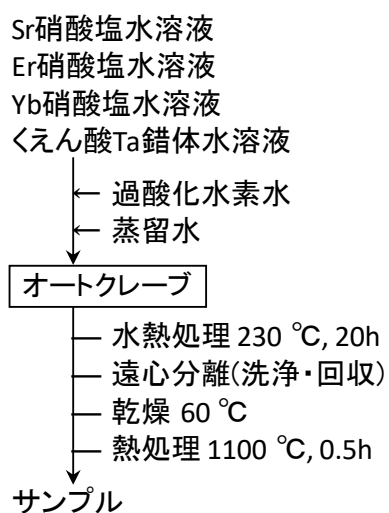 Sr硝酸塩水溶液
Er硝酸塩水溶液
Yb硝酸塩水溶液
くえん酸Ta錯体水溶液
過酸化水素水
蒸留水
オートクレーブ
水熱処理 230 ℃, 20h
遠心分離(洗浄・回収)
乾燥 60 ℃
熱処理 1100 ℃, 0.5h
サンプル